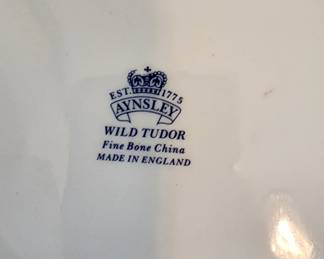 EST. 1775
AYNSLEY
WILD TUDOR
Fine Bone China
MADE IN ENGLAND